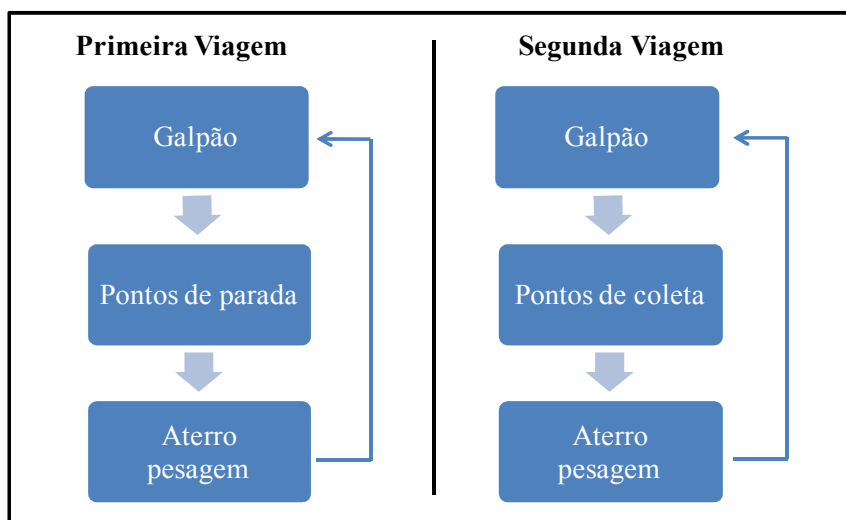 Primeira Viagem
Galpão
Pontos de parada
Aterro
pesagem
Segunda Viagem
Galpão
Pontos de coleta
Aterro
pesagem